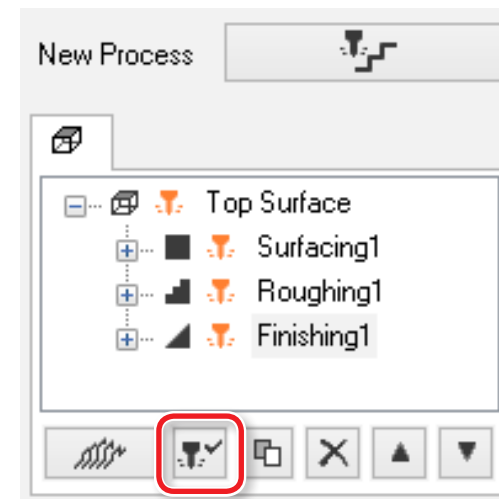 New Process
Top Surface
Surfacing1
Roughing1
Finishing1